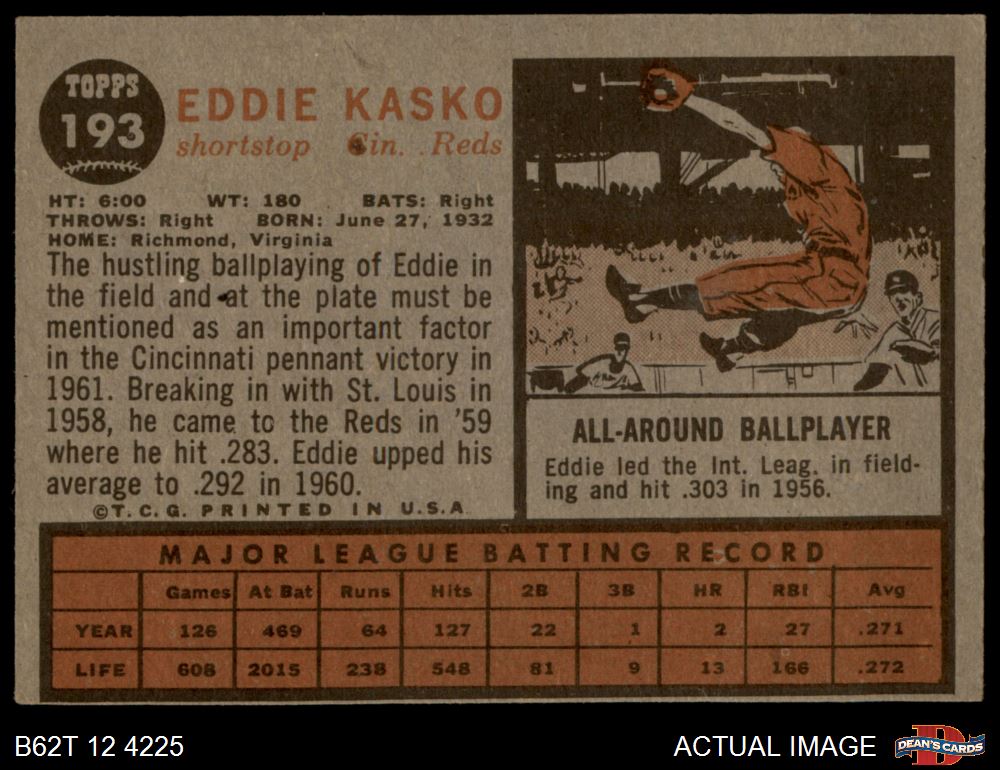 TOPPS
193
EDDIE KASKO
shortstop Cin. Reds
HT: 6:00 WT: 180 BATS: Right
THROWS: Right BORN: June 27, 1932
HOME: Richmond, Virginia
The hustling ballplaying of Eddie in
the field and at the plate must be
mentioned as an important factor
in the Cincinnati pennant victory in
1961. Breaking in with St. Louis in
1958, he came to the Reds in '59
where he hit .283. Eddie upped his
average to .292 in 1960.
©T.C.G. PRINTED IN U.S.A.
ALL-AROUND BALLPLAYER
Eddie led the Int. Leag. in field-
ing and hit .303 in 1956.
MAJOR LEAGUE BATTING RECORD
Games At Bat Runs Hits 2B 3B HR RBI Avg
YEAR 126 469 64 127 22 1 2 27 .271
LIFE 608 2015 238 548 81 9 13 166 .272
B62T 12 4225
ACTUAL IMAGE
D
DEAN'S CARDS